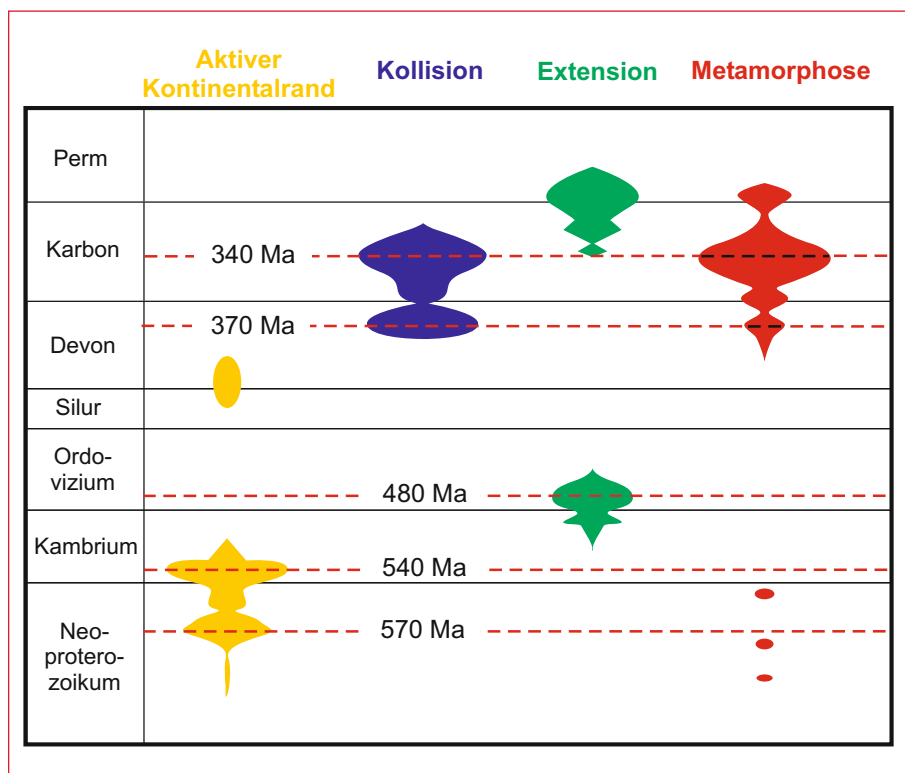 Aktiver
Kontinentalrand
Kollision
Extension
Metamorphose
Perm
Karbon
340 Ma
370 Ma
Devon
Silur
Ordo-
vizium
480 Ma
Kambrium
540 Ma
570 Ma
Neo-
protero-
zoikum